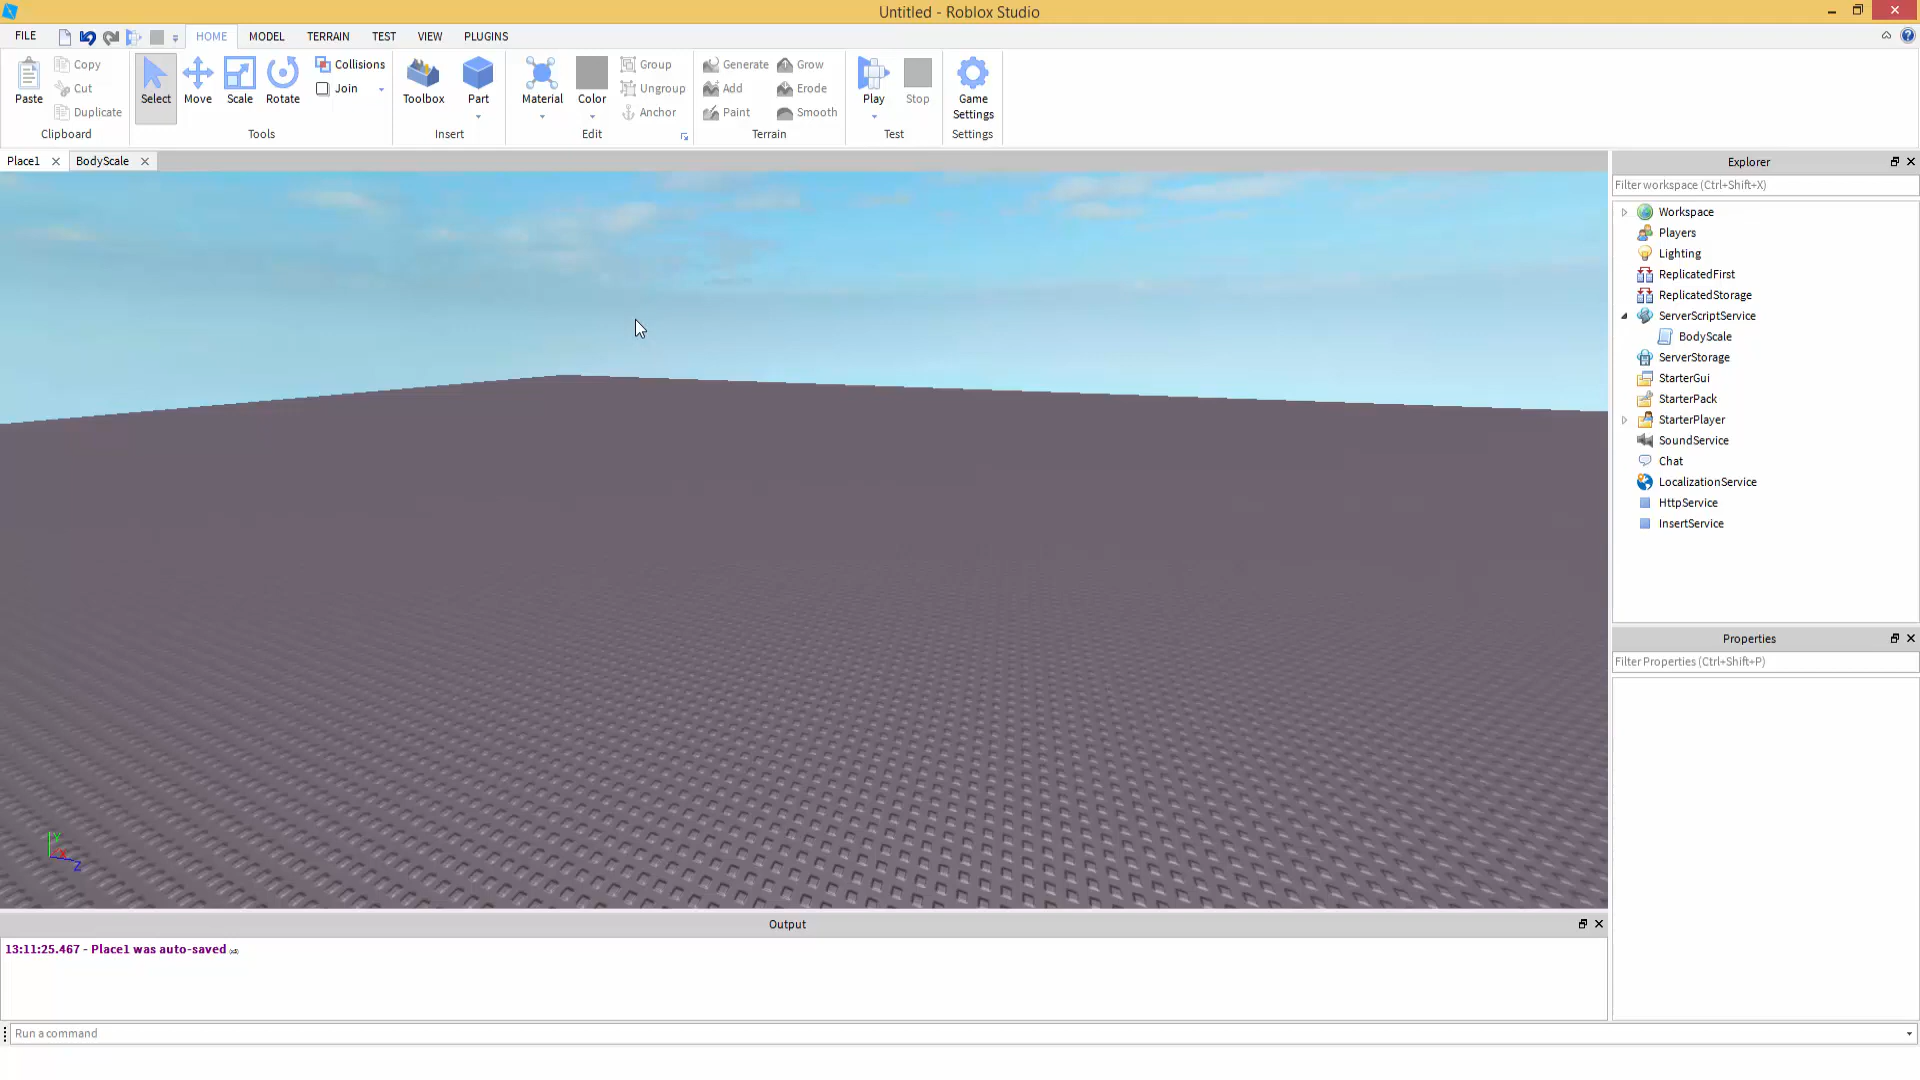 Untitled - Roblox Studio
FILE HOME MODEL TERRAIN TEST VIEW PLUGINS
Paste Copy Cut Duplicate
Clipboard
Select Move Scale Rotate Collisions Join
Tools
Toolbox Part
Insert
Material Color Group Ungroup Anchor
Edit
Generate Add Paint Grow Erode Smooth
Terrain
Play Stop
Test
Game Settings
Settings
Place1 BodyScale
Explorer
Filter workspace (Ctrl+Shift+X)
Workspace
Players
Lighting
ReplicatedFirst
ReplicatedStorage
ServerScriptService
BodyScale
ServerStorage
StarterGui
StarterPack
StarterPlayer
SoundService
Chat
LocalizationService
HttpService
InsertService
Properties
Filter Properties (Ctrl+Shift+P)
Y
Z
Output
13:11:25.467 - Place1 was auto-saved
Run a command